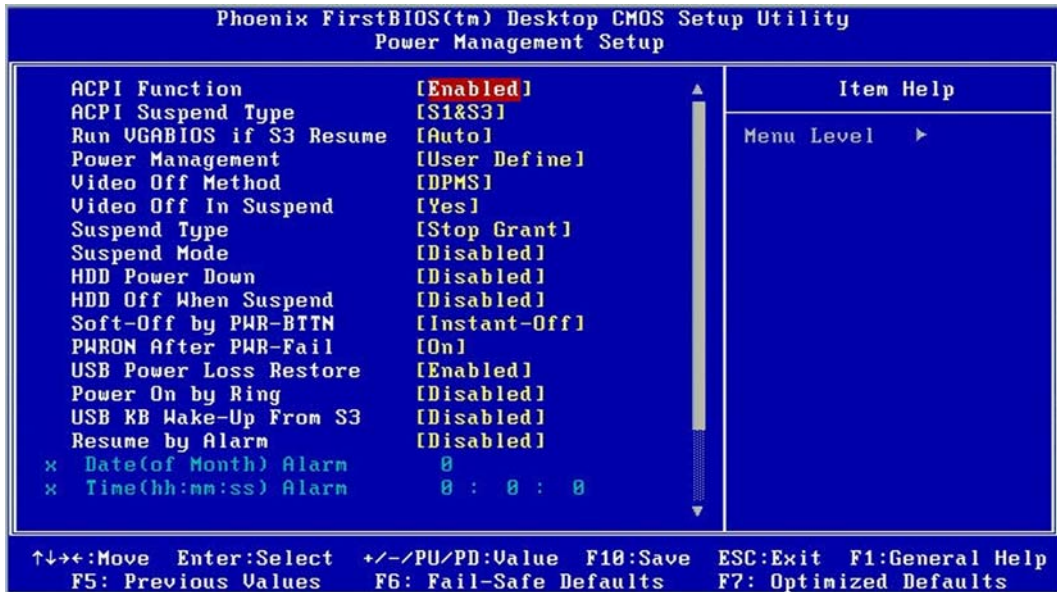 Phoenix FirstBIOS(tm) Desktop CMOS Setup Utility
Power Management Setup
ACPI Function [Enabled]
ACPI Suspend Type [S1&S3]
Run VGABIOS if S3 Resume [Auto]
Power Management [User Define]
Video Off Method [DPMS]
Video Off In Suspend [Yes]
Suspend Type [Stop Grant]
Suspend Mode [Disabled]
HDD Power Down [Disabled]
HDD Off When Suspend [Disabled]
Soft-Off by PWR-BTTN [Instant-Off]
PWRON After PWR-Fail [On]
USB Power Loss Restore [Enabled]
Power On by Ring [Disabled]
USB KB Wake-Up From S3 [Disabled]
Resume by Alarm [Disabled]
x Date(of Month) Alarm 0
x Time(hh:mm:ss) Alarm 0 : 0 : 0
Item Help
Menu Level ►
↑↓→←:Move Enter:Select +/-/PU/PD:Value F10:Save ESC:Exit F1:General Help
F5: Previous Values F6: Fail-Safe Defaults F7: Optimized Defaults